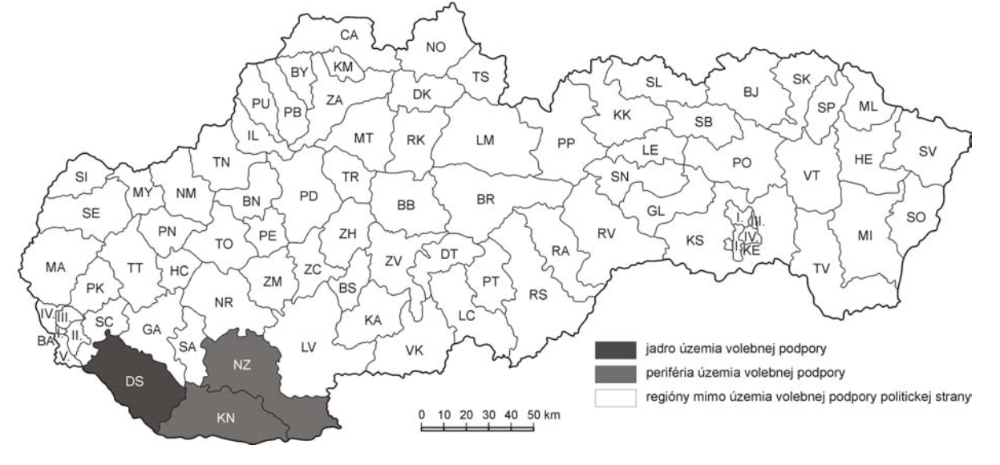 CA
NO
BY
KM
TS
SL
SK
PU
PB
ZA
DK
BJ
SP
ML
KK
SB
IL
MT
RK
LM
PP
LE
HE
SV
TN
PO
SI
TR
SN
VT
MY
NM
BN
PD
BB
BR
SE
GL
SO
PN
TO
PE
ZH
RV
KS
I.
III.
IV.
KE
MI
MA
TT
HC
ZM
ZC
ZV
DT
RA
TV
PK
BS
PT
NR
RS
IV.
III.
SC
GA
KA
LC
I.
II.
BA
V.
SA
LV
VK
NZ
DS
KN
jadro územia volebnej podpory
periféria územia volebnej podpory
regióny mimo územia volebnej podpory politickej strany
0 10 20 30 40 50 km